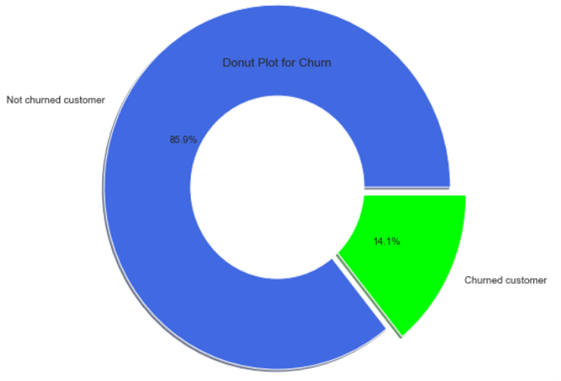 Donut Plot for Churn
Not churned customer
85.9%
14.1%
Churned customer